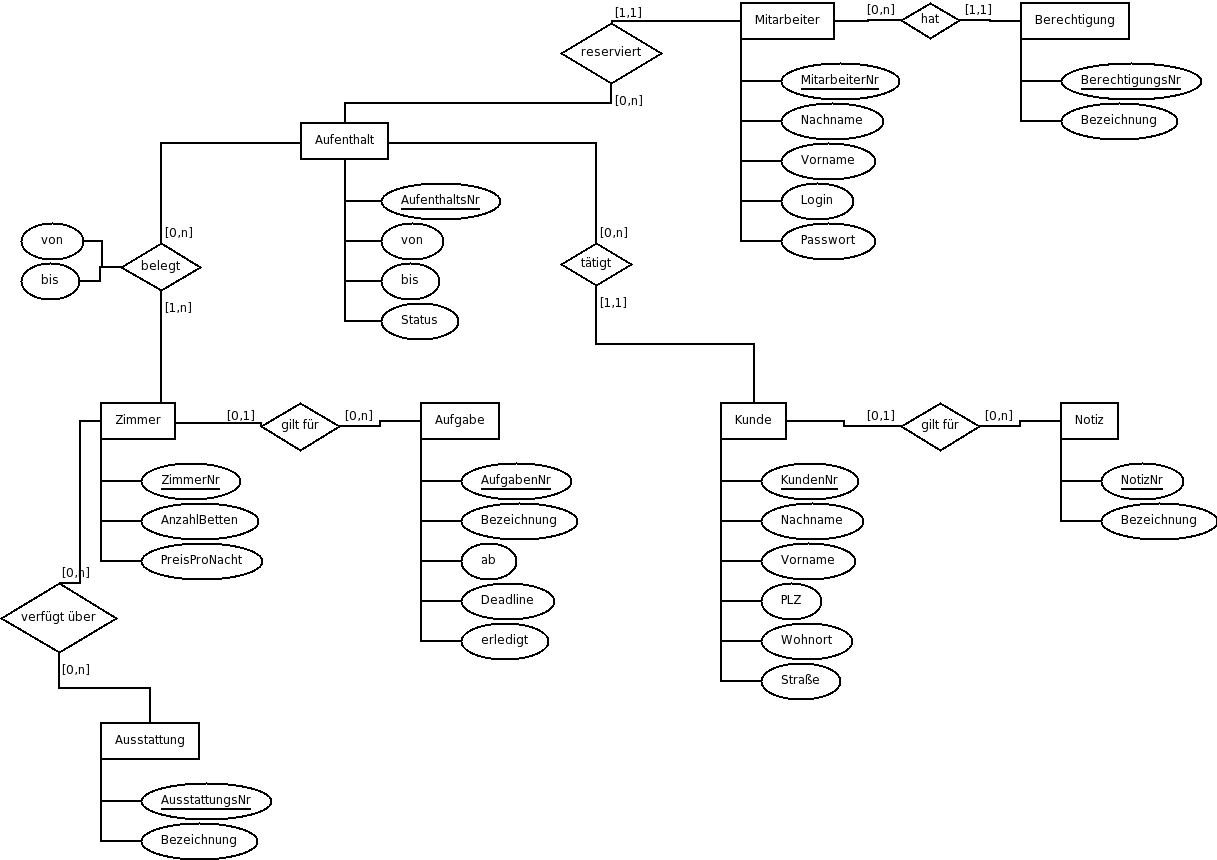 [1,1]
Mitarbeiter
[0,n]
hat
[1,1]
Berechtigung
reserviert
[0,n]
MitarbeiterNr
Nachname
Vorname
Login
Passwort
BerechtigungsNr
Bezeichnung
Aufenthalt
AufenthaltsNr
von
bis
Status
[0,n]
von
bis
belegt
[1,n]
[0,n]
tätigt
[1,1]
Zimmer
[0,1]
gilt für
[0,n]
Aufgabe
ZimmerNr
AnzahlBetten
PreisProNacht
AufgabenNr
Bezeichnung
ab
Deadline
erledigt
Kunde
[0,1]
gilt für
[0,n]
Notiz
KundenNr
Nachname
Vorname
PLZ
Wohnort
Straße
NotizNr
Bezeichnung
[0,n]
verfügt über
[0,n]
Ausstattung
AusstattungsNr
Bezeichnung